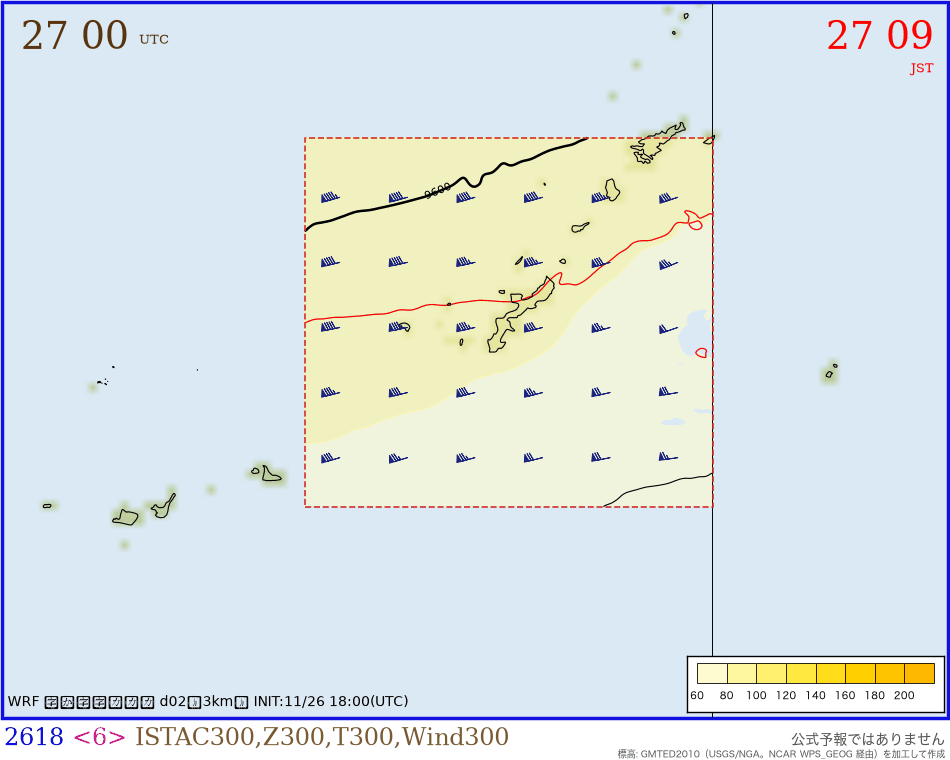 27 00 UTC
27 09
JST
9600
60 80 100 120 140 160 180 200
WRF d02 3km INIT:11/26 18:00(UTC)
2618 <6> ISTAC300,Z300,T300,Wind300
公式予報ではありません
標高: GMTED2010（USGS/NGA。NCAR WPS_GEOG 経由）を加工して作成